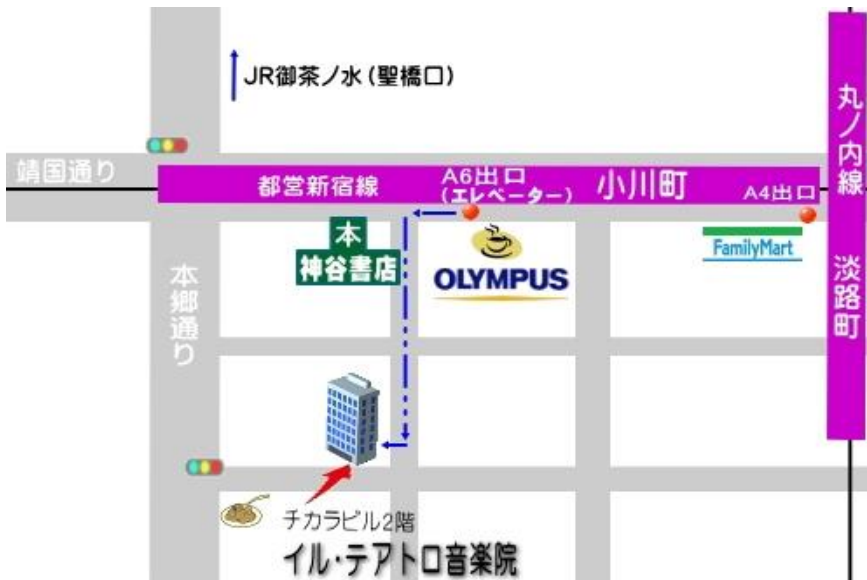 JR御茶ノ水(聖橋口)
丸ノ内線
淡路町
靖国通り
都営新宿線
A6出口
(エレベーター)
小川町
A4出口
本
神谷書店
OLYMPUS
FamilyMart
本郷通り
チカラビル2階
イル・テアトロ音楽院